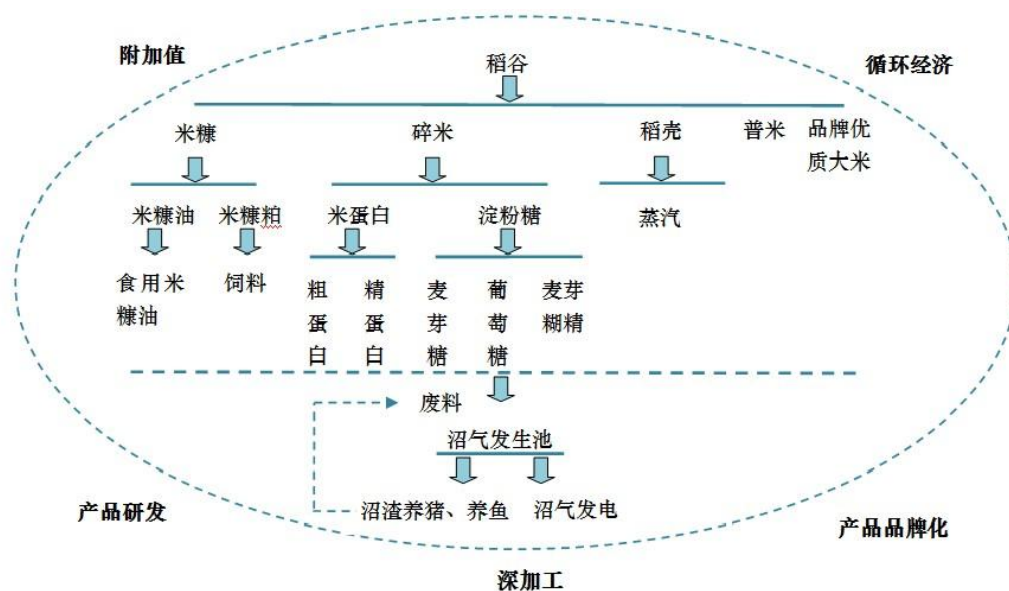 附加值
循环经济
稻谷
米糠
碎米
稻壳
普米
品牌优
质大米
米糠油
米糠粕
米蛋白
淀粉糖
蒸汽
食用米
糠油
饲料
粗
蛋
白
精
蛋
白
麦
芽
糖
葡
萄
糖
麦芽
糊精
废料
沼气发生池
沼渣养猪、养鱼
沼气发电
产品研发
产品品牌化
深加工